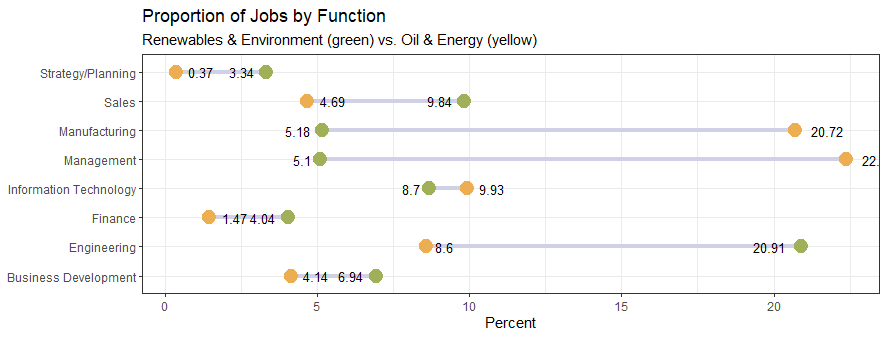 Proportion of Jobs by Function
Renewables & Environment (green) vs. Oil & Energy (yellow)
Strategy/Planning 0.37 3.34
Sales 4.69 9.84
Manufacturing 5.18 20.72
Management 5.1 22.
Information Technology 8.7 9.93
Finance 1.47 4.04
Engineering 8.6 20.91
Business Development 4.14 6.94
0 5 10 15 20
Percent